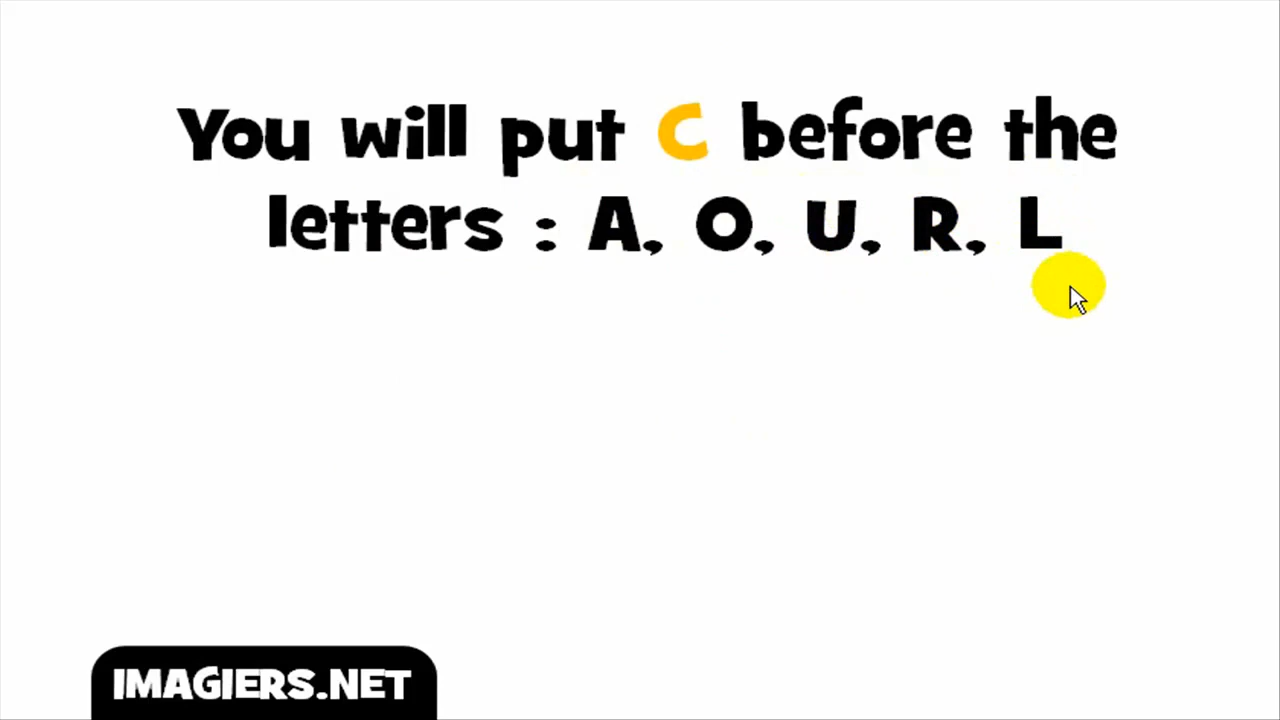 You will put C before the
letters : A, O, U, R, L
IMAGIERS.NET